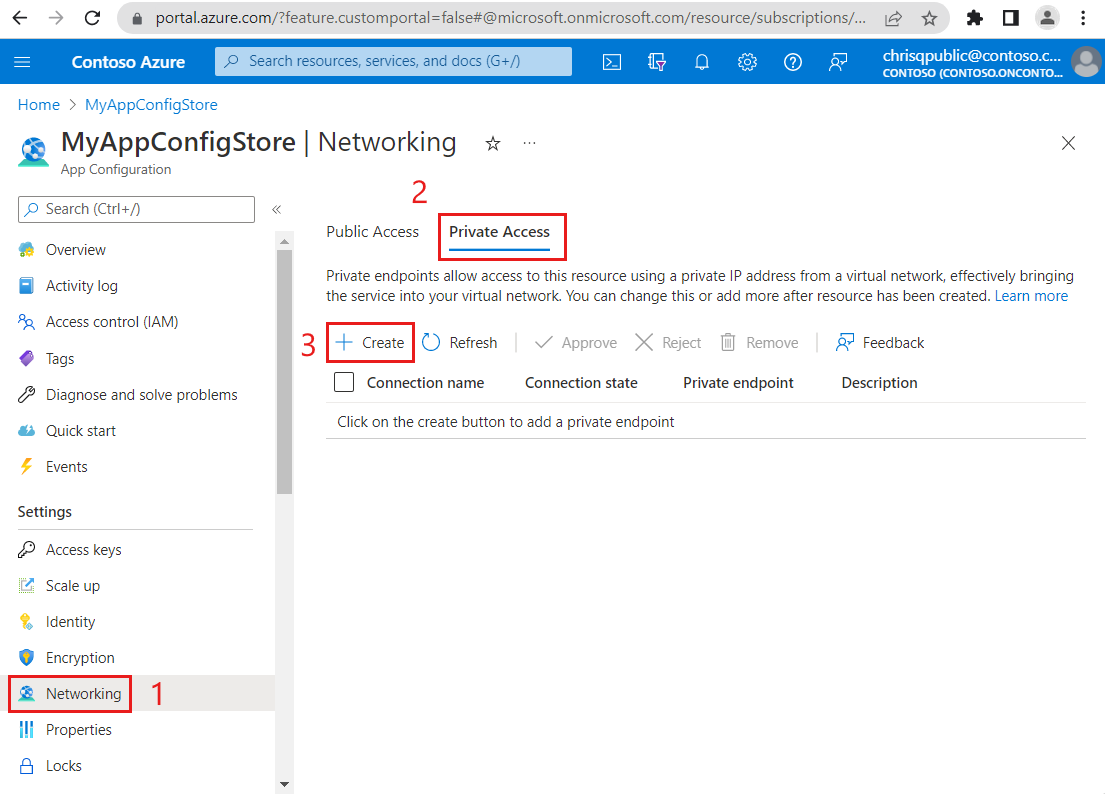 portal.azure.com/?feature.customportal=false#@microsoft.onmicrosoft.com/resource/subscriptions/...
Contoso Azure
Search resources, services, and docs (G+/)
chrisqpublic@contoso.c...
CONTOSO (CONTOSO.ONCONTO...
Home > MyAppConfigStore
MyAppConfigStore | Networking
App Configuration
Search (Ctrl+/)
Overview
Activity log
Access control (IAM)
Tags
Diagnose and solve problems
Quick start
Events
Settings
Access keys
Scale up
Identity
Encryption
Networking 1
Properties
Locks
2
Public Access Private Access
Private endpoints allow access to this resource using a private IP address from a virtual network, effectively bringing
the service into your virtual network. You can change this or add more after resource has been created. Learn more
3 Create Refresh Approve Reject Remove Feedback
Connection name Connection state Private endpoint Description
Click on the create button to add a private endpoint